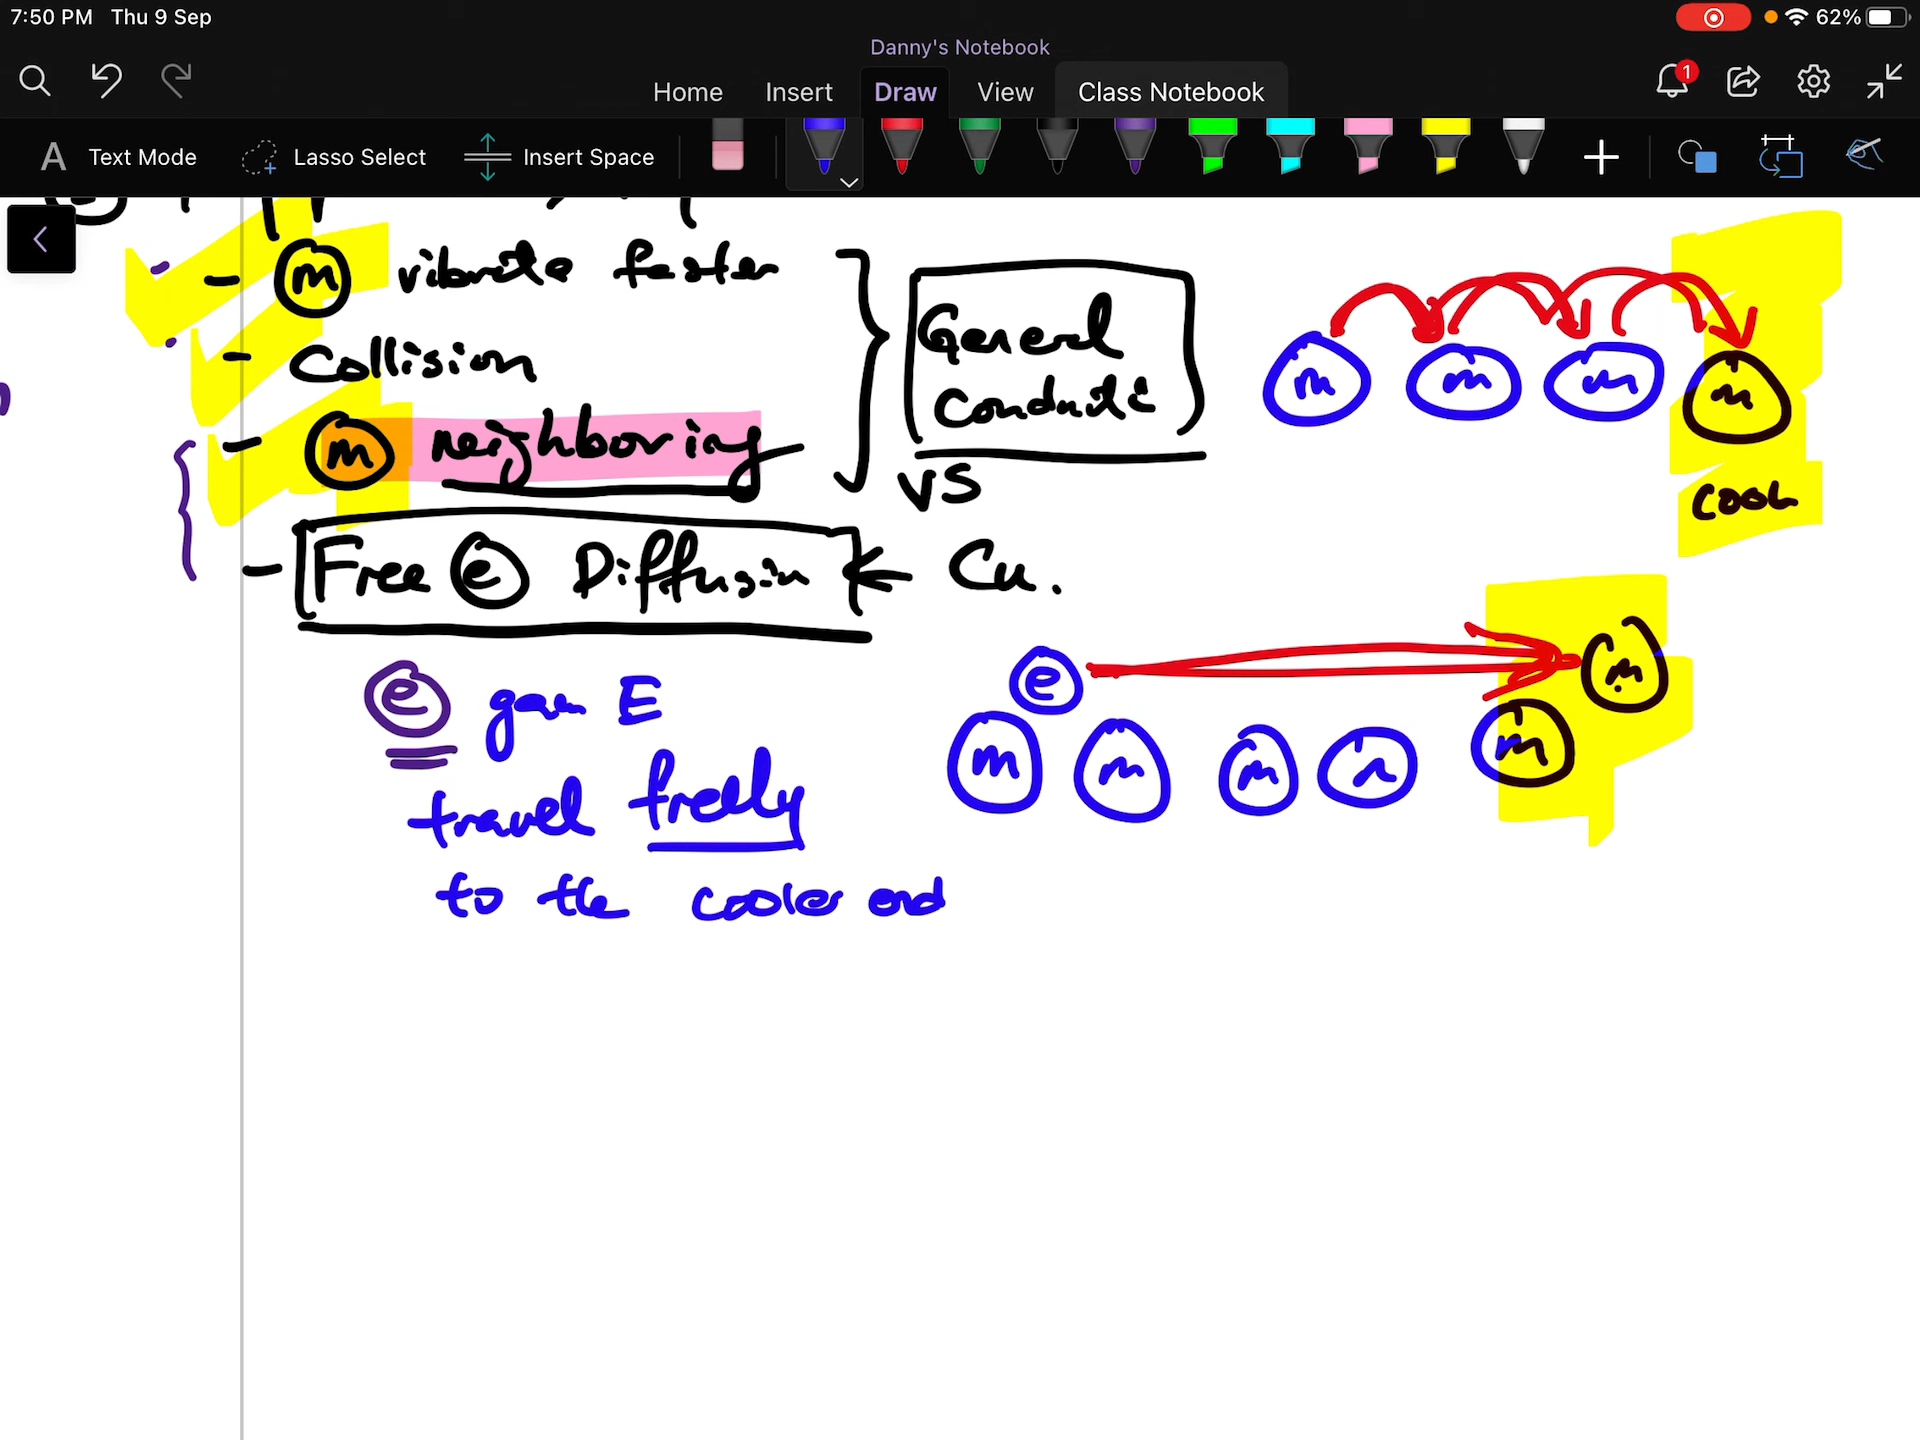 7:50 PM Thu 9 Sep
62%
Danny's Notebook
1
Home Insert Draw View Class Notebook
A Text Mode Lasso Select Insert Space
- m vibrate faster
- Collision
- m neighboring
General
vs
m m m m
Cool
- Free e Diffusion ← Cu.
e m
m m m m
e gain E
travel freely
to the cooler end